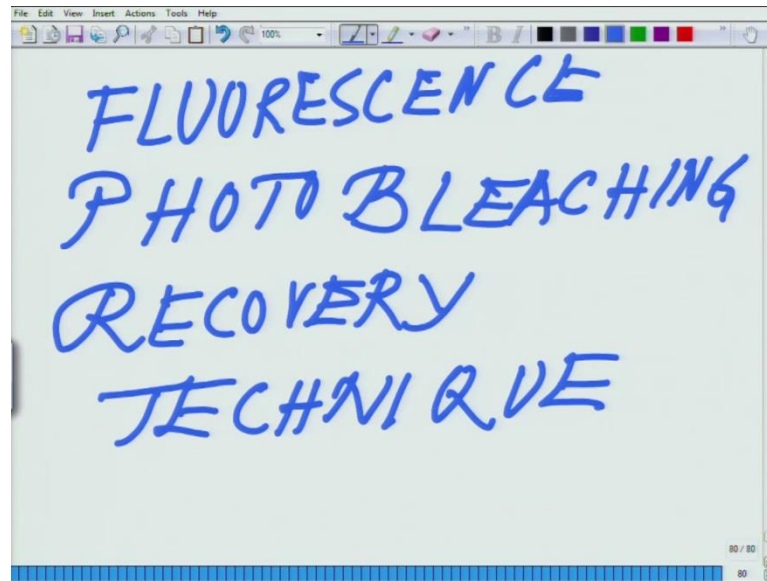 File Edit View Insert Actions Tools Help
100%
B I
FLUORESCENCE
PHOTO BLEACHING
RECOVERY
TECHNIQUE
80 / 80
80